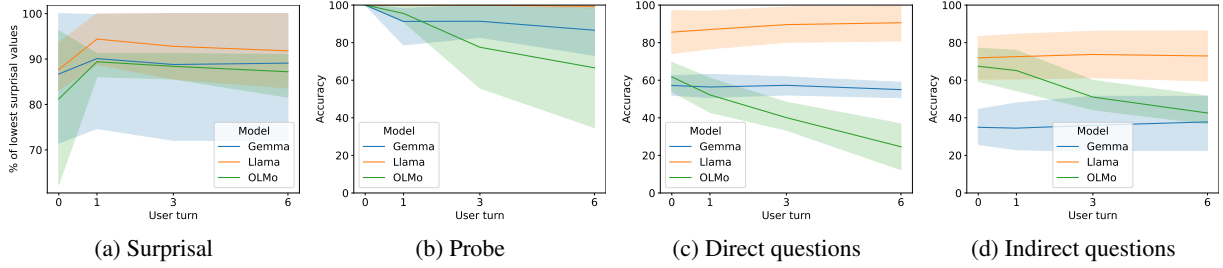 % of lowest surprisal values
100
90
80
70
0
1
3
6
User turn
Model
Gemma
Llama
OLMo
(a) Surprisal
Accuracy
100
80
60
40
20
0
0
1
3
6
User turn
Model
Gemma
Llama
OLMo
(b) Probe
Accuracy
100
80
60
40
20
0
0
1
3
6
User turn
Model
Gemma
Llama
OLMo
(c) Direct questions
Accuracy
100
80
60
40
20
0
0
1
3
6
User turn
Model
Gemma
Llama
OLMo
(d) Indirect questions